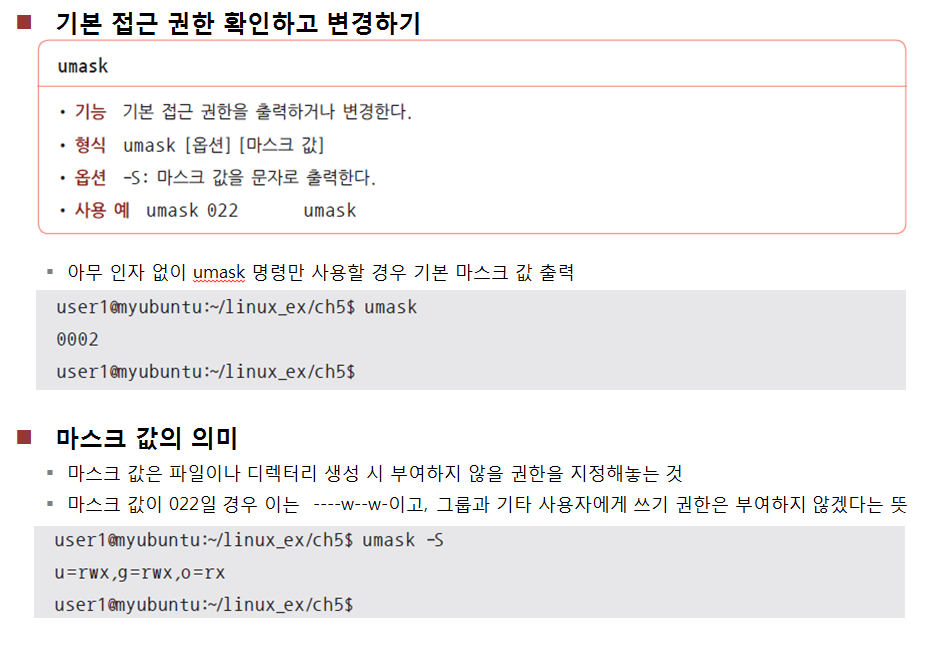 ■ 기본 접근 권한 확인하고 변경하기
umask
• 기능 기본 접근 권한을 출력하거나 변경한다.
• 형식 umask [옵션] [마스크 값]
• 옵션 -S: 마스크 값을 문자로 출력한다.
• 사용 예 umask 022 umask
▪ 아무 인자 없이 umask 명령만 사용할 경우 기본 마스크 값 출력
user1@myubuntu:~/linux_ex/ch5$ umask
0002
user1@myubuntu:~/linux_ex/ch5$
■ 마스크 값의 의미
▪ 마스크 값은 파일이나 디렉터리 생성 시 부여하지 않을 권한을 지정해놓는 것
▪ 마스크 값이 022일 경우 이는 ----w--w-이고, 그룹과 기타 사용자에게 쓰기 권한은 부여하지 않겠다는 뜻
user1@myubuntu:~/linux_ex/ch5$ umask -S
u=rwx,g=rwx,o=rx
user1@myubuntu:~/linux_ex/ch5$